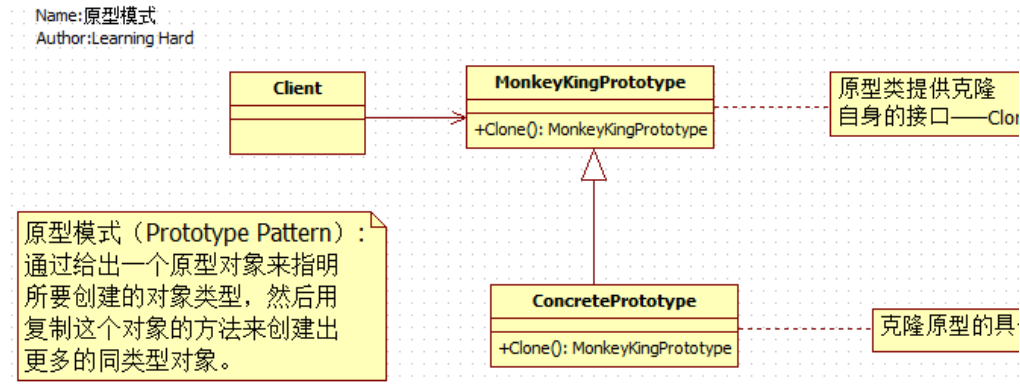 Name:原型模式
Author:Learning Hard
Client
MonkeyKingPrototype
+Clone(): MonkeyKingPrototype
原型类提供克隆
自身的接口——Clon
原型模式（Prototype Pattern）:
通过给出一个原型对象来指明
所要创建的对象类型，然后用
复制这个对象的方法来创建出
更多的同类型对象。
ConcretePrototype
+Clone(): MonkeyKingPrototype
克隆原型的具